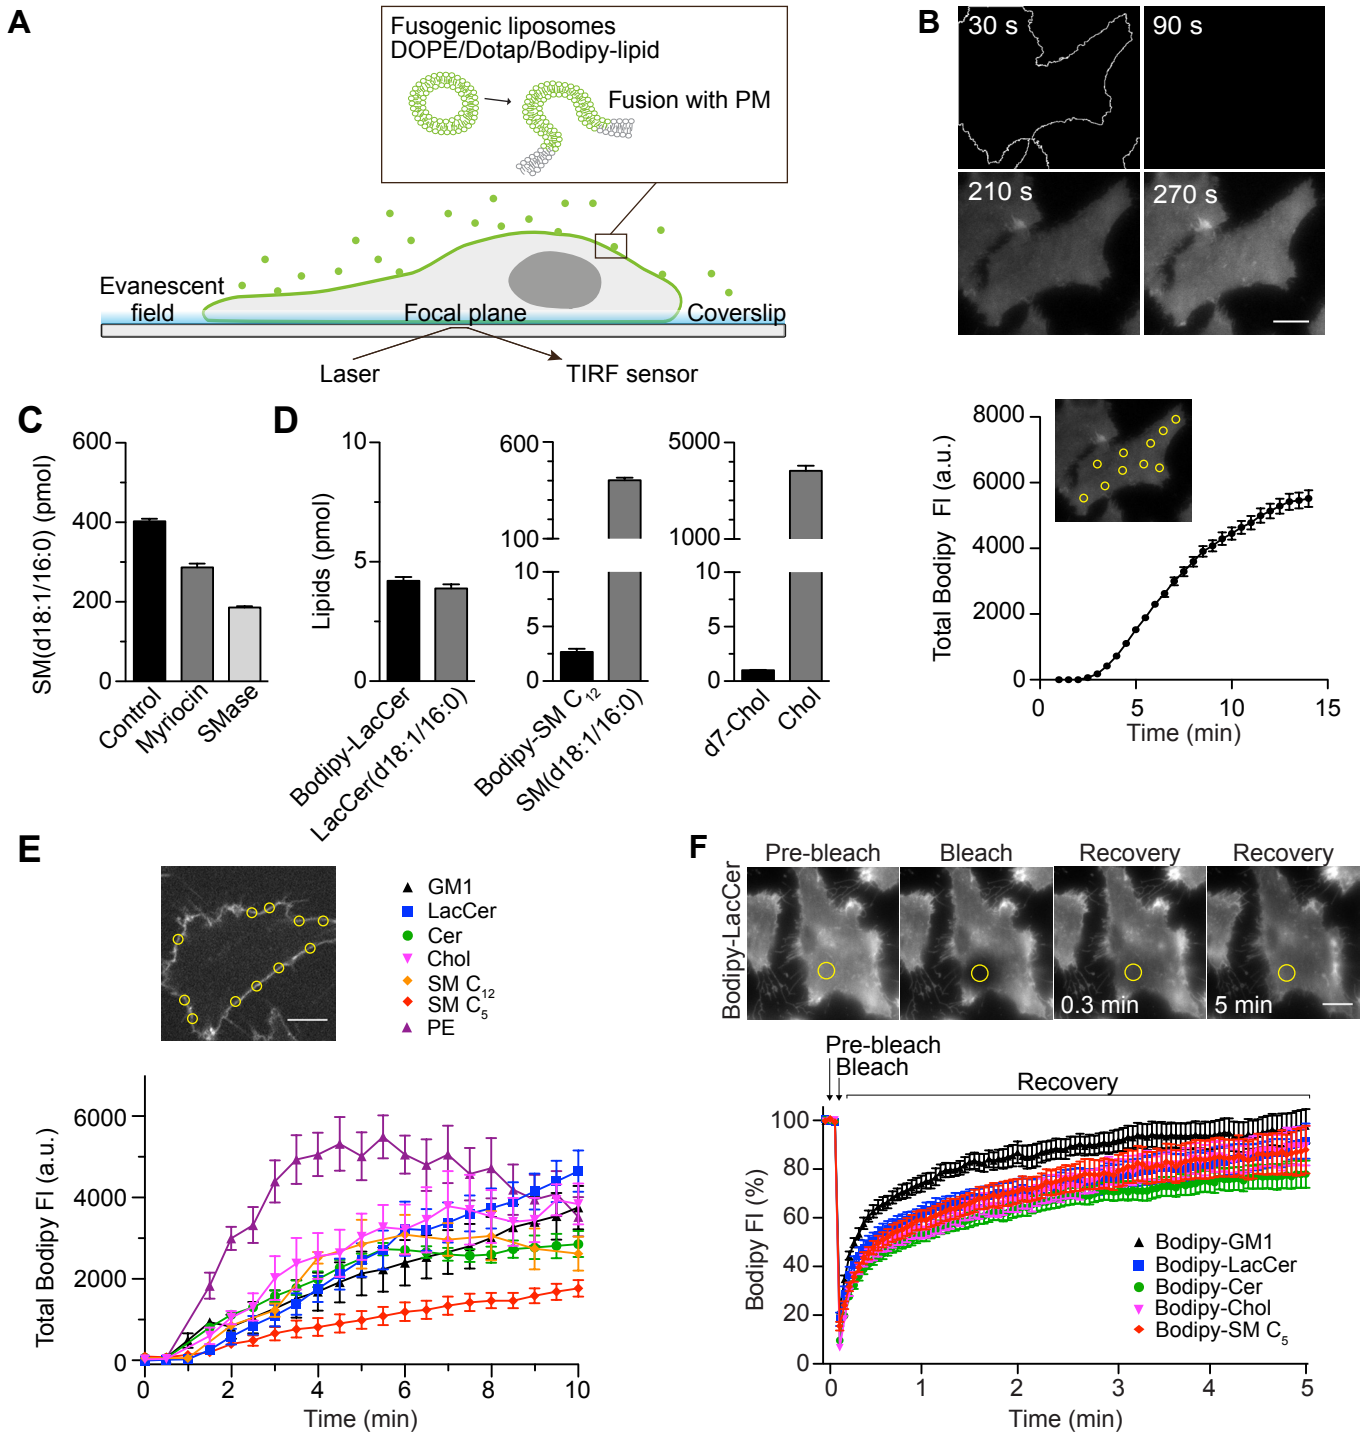 A
Fusogenic liposomes
DOPE/Dotap/Bodipy-lipid
Fusion with PM
Evanescent
field
Focal plane
Coverslip
Laser
TIRF sensor
B
30 s
90 s
210 s
270 s
8000
6000
4000
2000
0
Total Bodipy FI (a.u.)
0
5
10
15
Time (min)
C
600
400
200
0
SM(d18:1/16:0) (pmol)
Control
Myriocin
SMase
D
10
5
0
Lipids (pmol)
Bodipy-LacCer
LacCer(d18:1/16:0)
600
100
10
5
0
Bodipy-SM C12
SM(d18:1/16:0)
5000
1000
10
5
0
d7-Chol
Chol
E
GM1
LacCer
Cer
Chol
SM C12
SM C5
PE
6000
4000
2000
0
Total Bodipy FI (a.u.)
0
2
4
6
8
10
Time (min)
F
Pre-bleach
Bleach
Recovery
Recovery
Bodipy-LacCer
0.3 min
5 min
Pre-bleach
Bleach
Recovery
100
80
60
40
20
0
Bodipy FI (%)
Bodipy-GM1
Bodipy-LacCer
Bodipy-Cer
Bodipy-Chol
Bodipy-SM C5
0
1
2
3
4
5
Time (min)